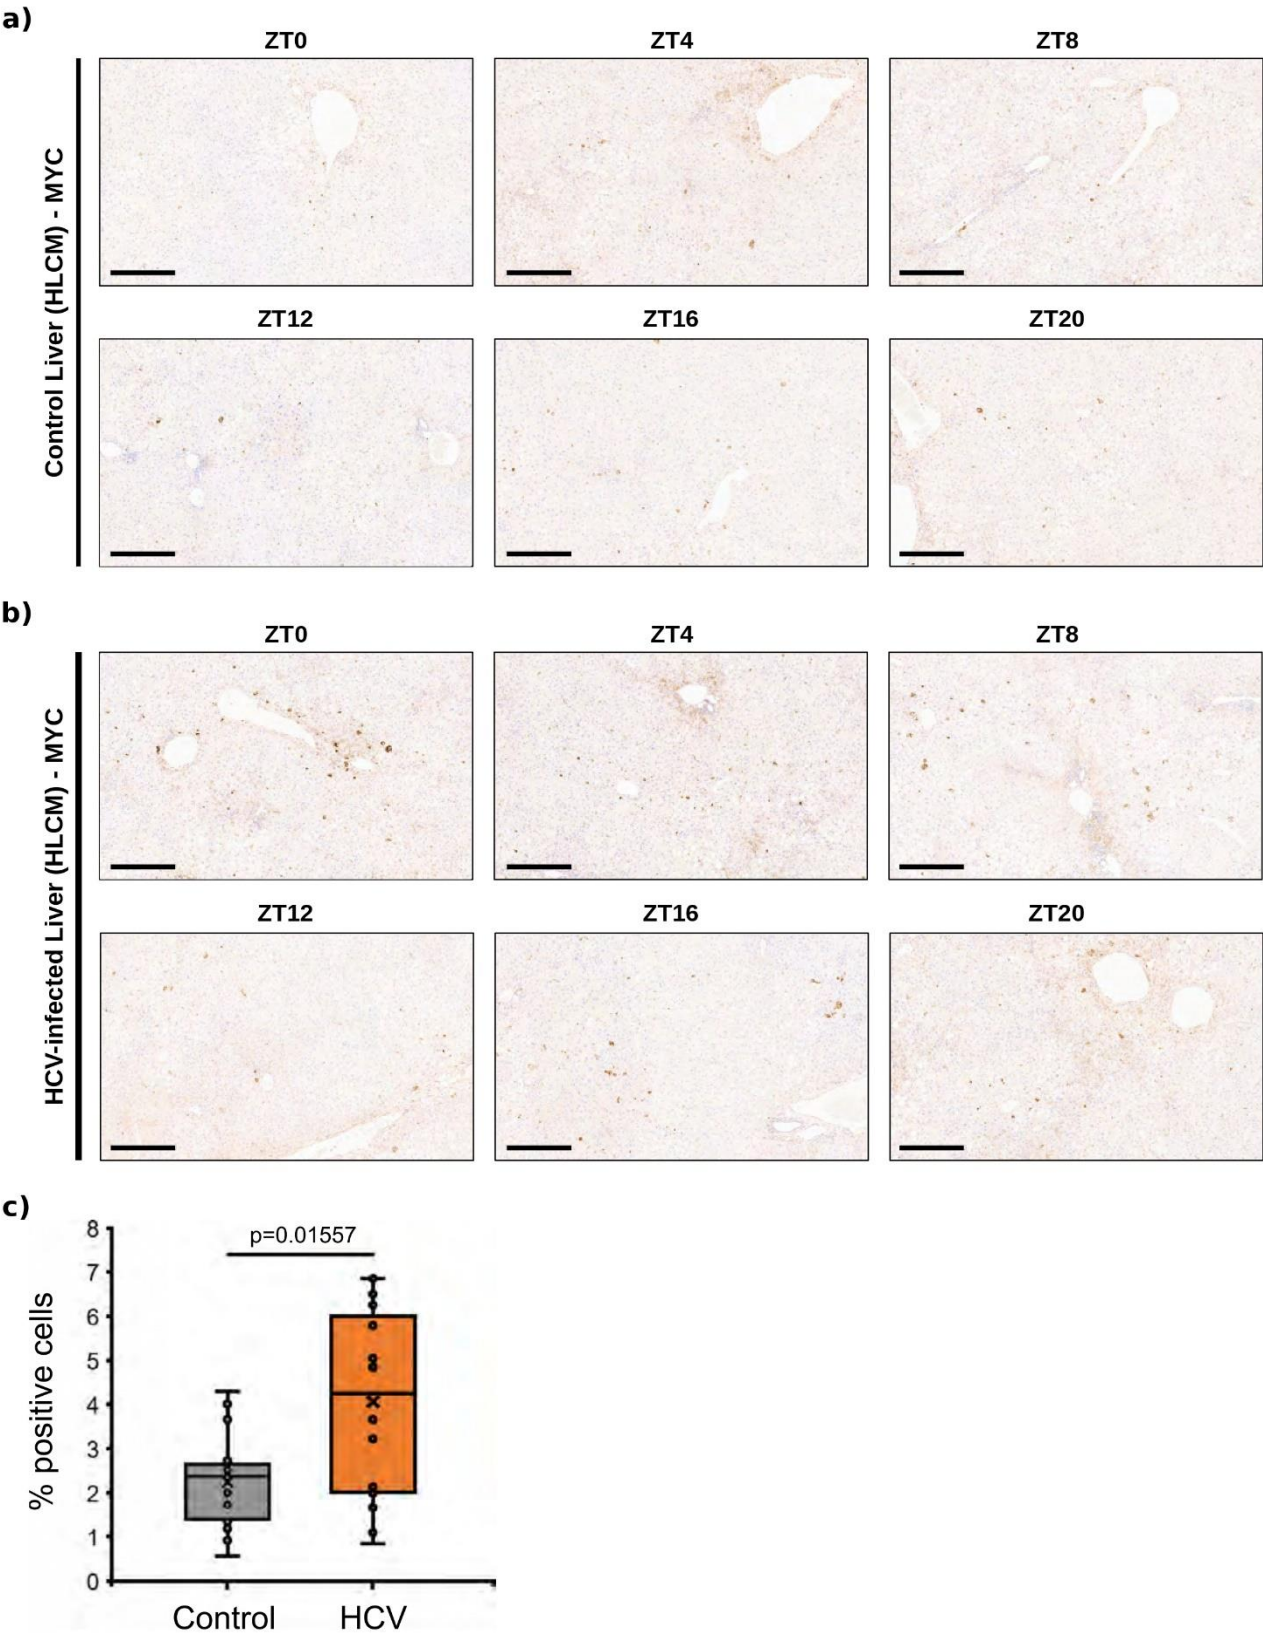 a)
ZT0 ZT4 ZT8
Control Liver (HLCM) - MYC
ZT12 ZT16 ZT20
b)
ZT0 ZT4 ZT8
HCV-infected Liver (HLCM) - MYC
ZT12 ZT16 ZT20
c)
p=0.01557
% positive cells
8
7
6
5
4
3
2
1
0
Control HCV